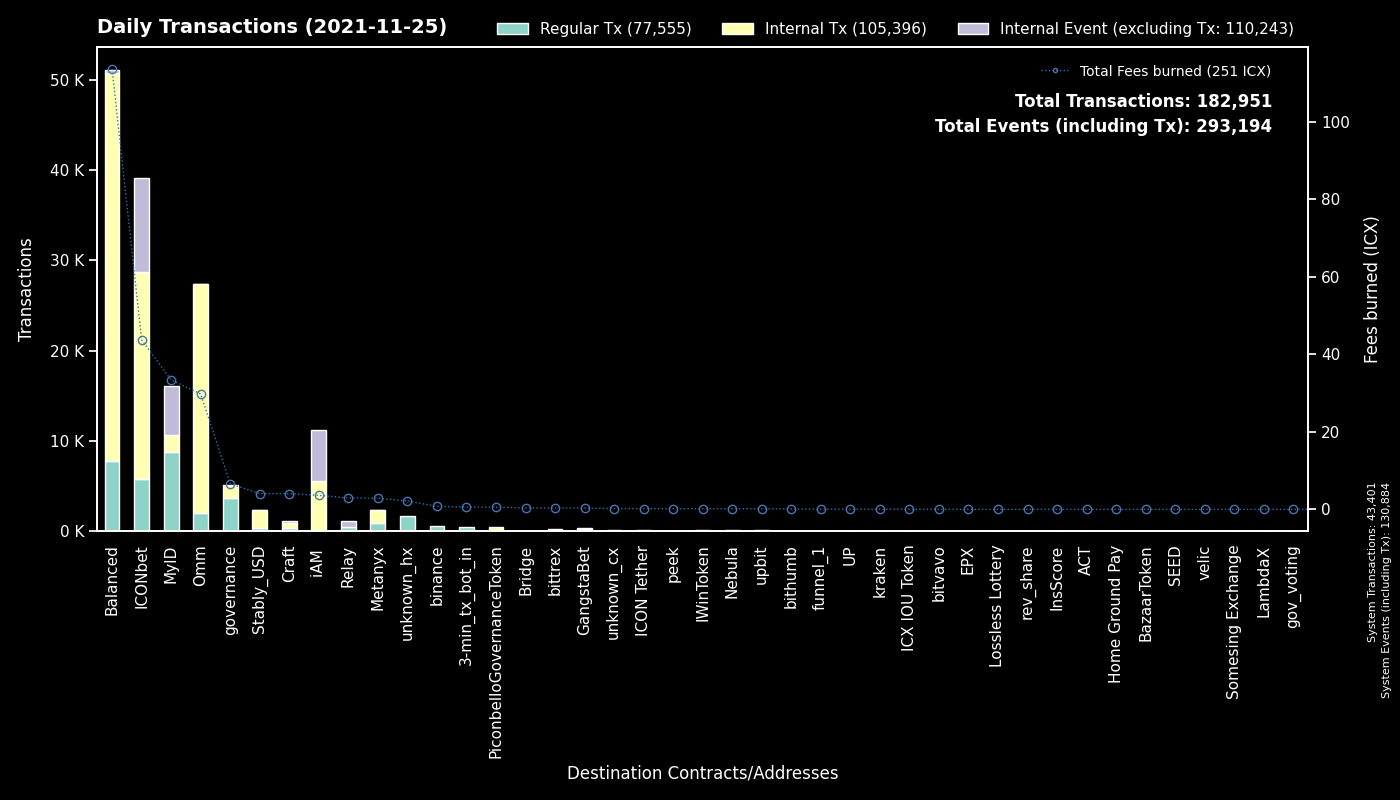 Daily Transactions (2021-11-25)
Regular Tx (77,555)
Internal Tx (105,396)
Internal Event (excluding Tx: 110,243)
Total Fees burned (251 ICX)
Total Transactions: 182,951
Total Events (including Tx): 293,194
Transactions
50 K
40 K
30 K
20 K
10 K
0 K
100
80
60
40
20
0
Fees burned (ICX)
System Transactions: 43,401
System Events (including Tx): 130,884
Balanced
ICONbet
MyID
Omm
governance
Stably_USD
Craft
iAM
Relay
Metanyx
unknown_hx
binance
3-min_tx_bot_in
PiconbelloGovernanceToken
Bridge
bittrex
GangstaBet
unknown_cx
ICON Tether
peek
IWinToken
Nebula
upbit
bithumb
funnel_1
UP
kraken
ICX IOU Token
bitvavo
EPX
Lossless Lottery
rev_share
InsScore
ACT
Home Ground Pay
BazaarToken
SEED
velic
Somesing Exchange
LambdaX
gov_voting
Destination Contracts/Addresses